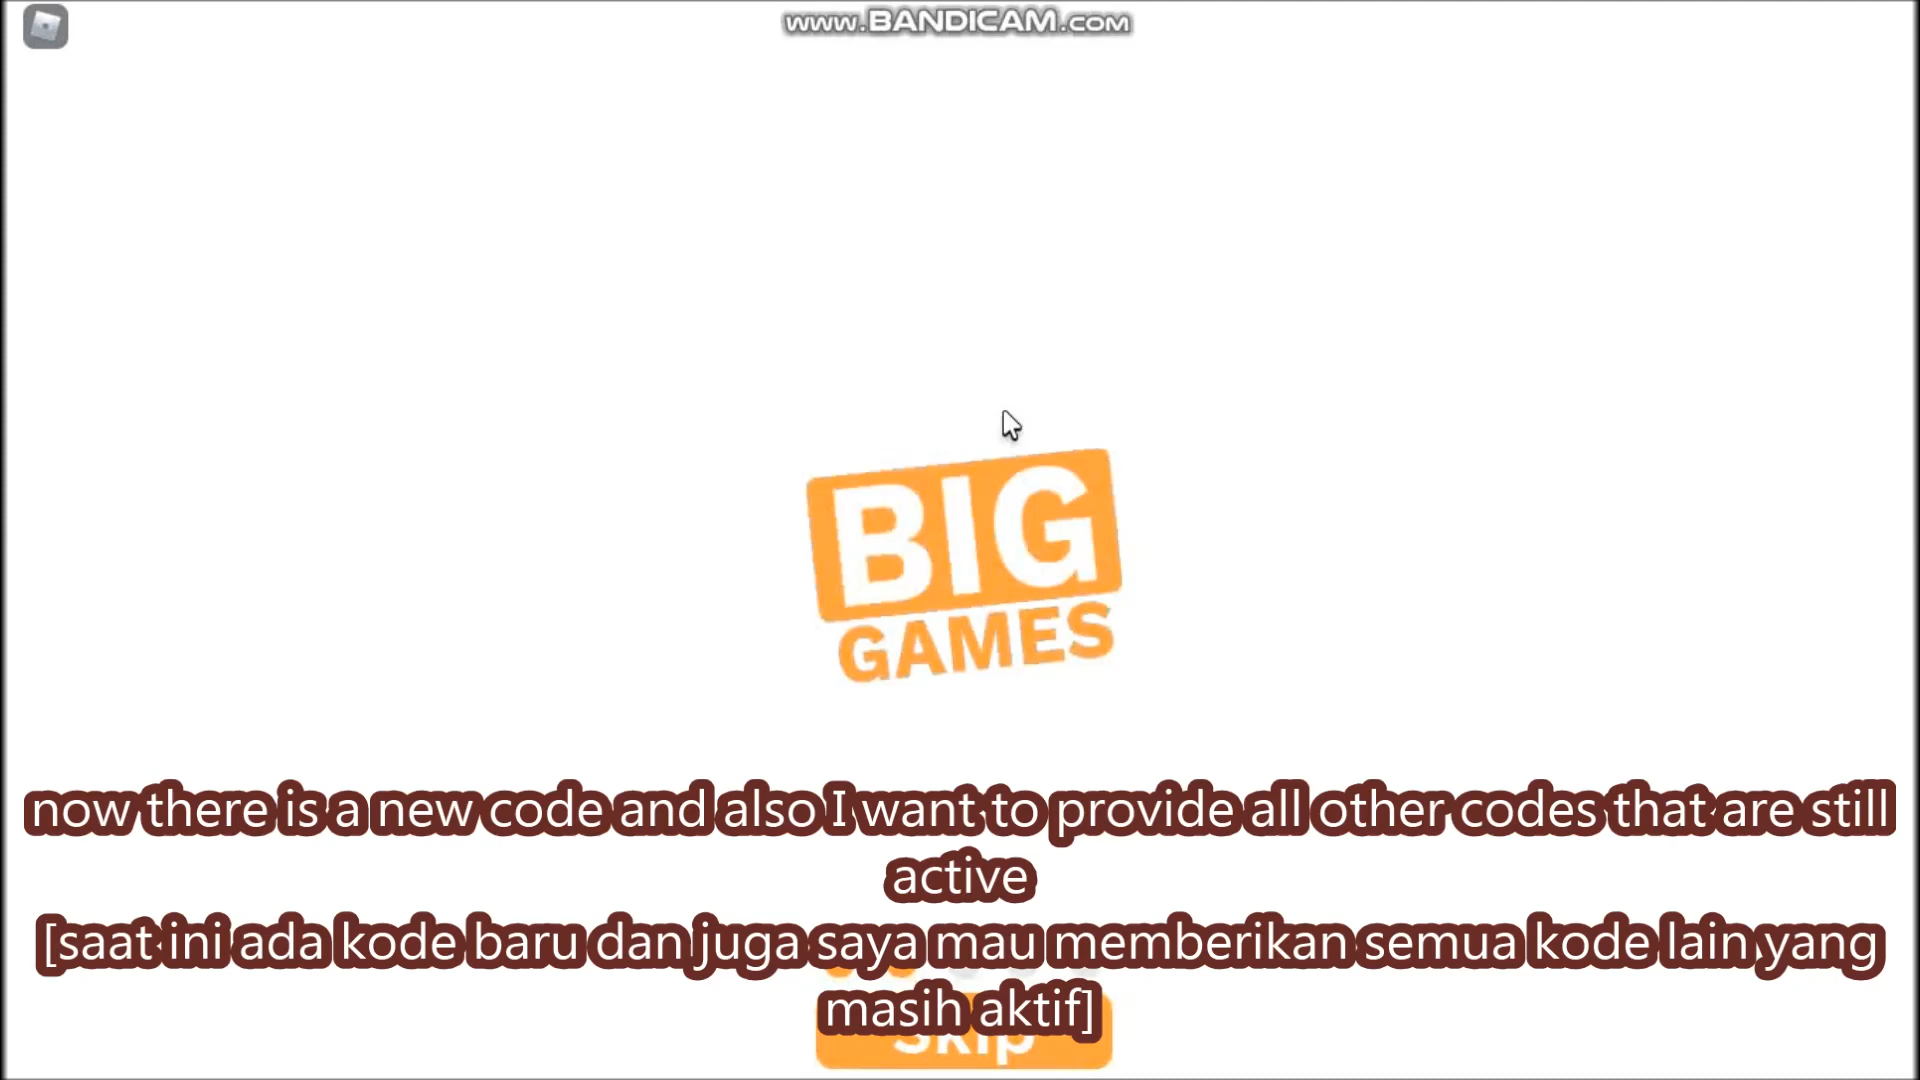 www.BANDICAM.com
BIG
GAMES
now there is a new code and also I want to provide all other codes that are still
active
[saat ini ada kode baru dan juga saya mau memberikan semua kode lain yang
masih aktif]
Skip